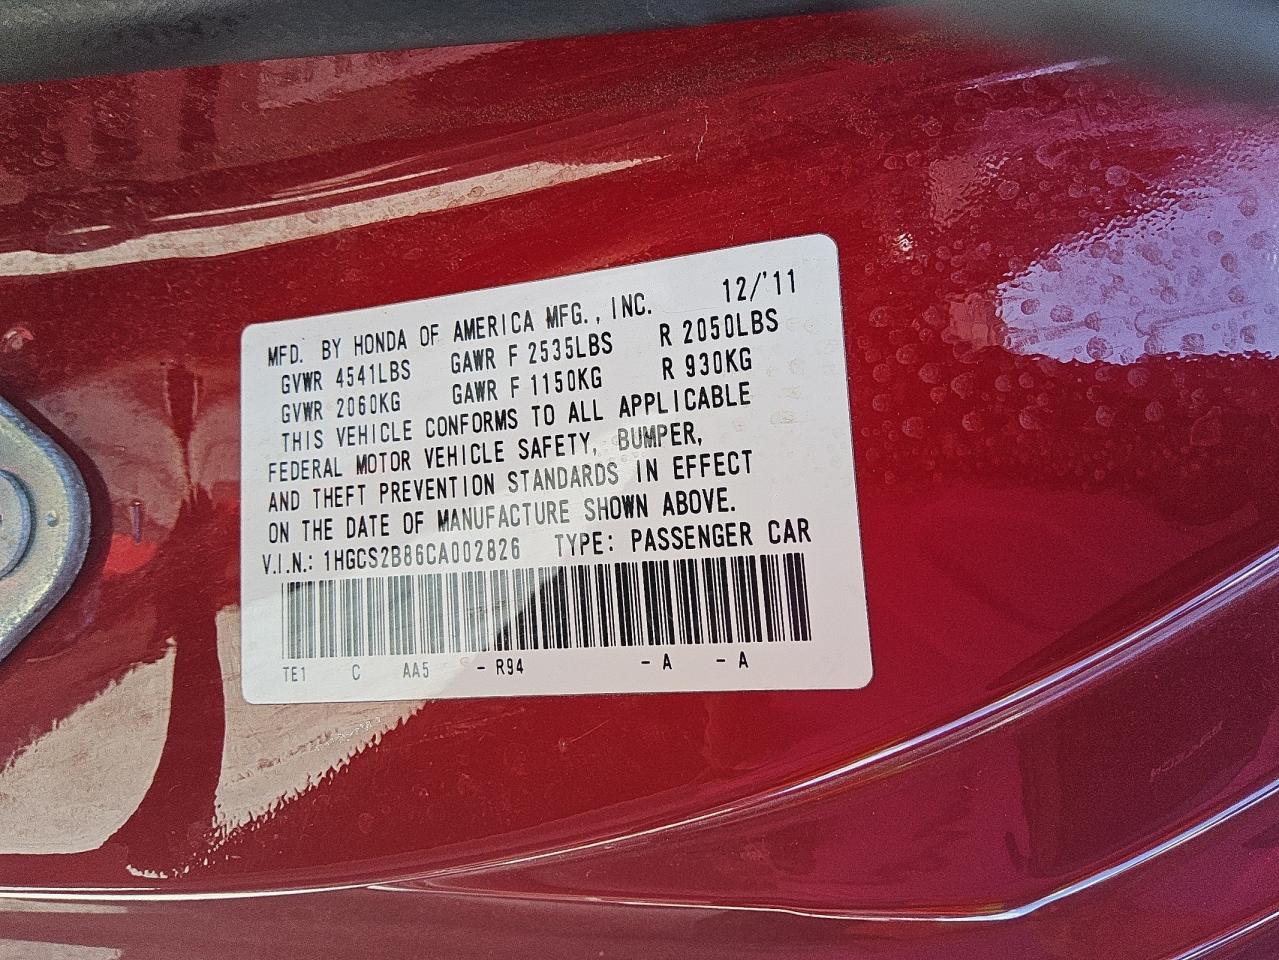 MFD. BY HONDA OF AMERICA MFG., INC. 12/'11
GVWR 4541LBS GAWR F 2535LBS R 2050LBS
GVWR 2060KG GAWR F 1150KG R 930KG
THIS VEHICLE CONFORMS TO ALL APPLICABLE
FEDERAL MOTOR VEHICLE SAFETY, BUMPER,
AND THEFT PREVENTION STANDARDS IN EFFECT
ON THE DATE OF MANUFACTURE SHOWN ABOVE.
V.I.N.: 1HGCS2B86CA002826 TYPE: PASSENGER CAR
TE1 C AA5 - R94 - A - A